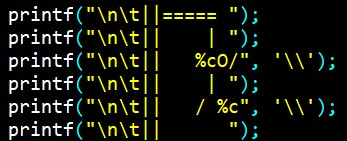 printf("\n\t||===== ");
printf("\n\t||    | ");
printf("\n\t||   %cO/", '\\');
printf("\n\t||    | ");
printf("\n\t||   / %c", '\\');
printf("\n\t||      ");